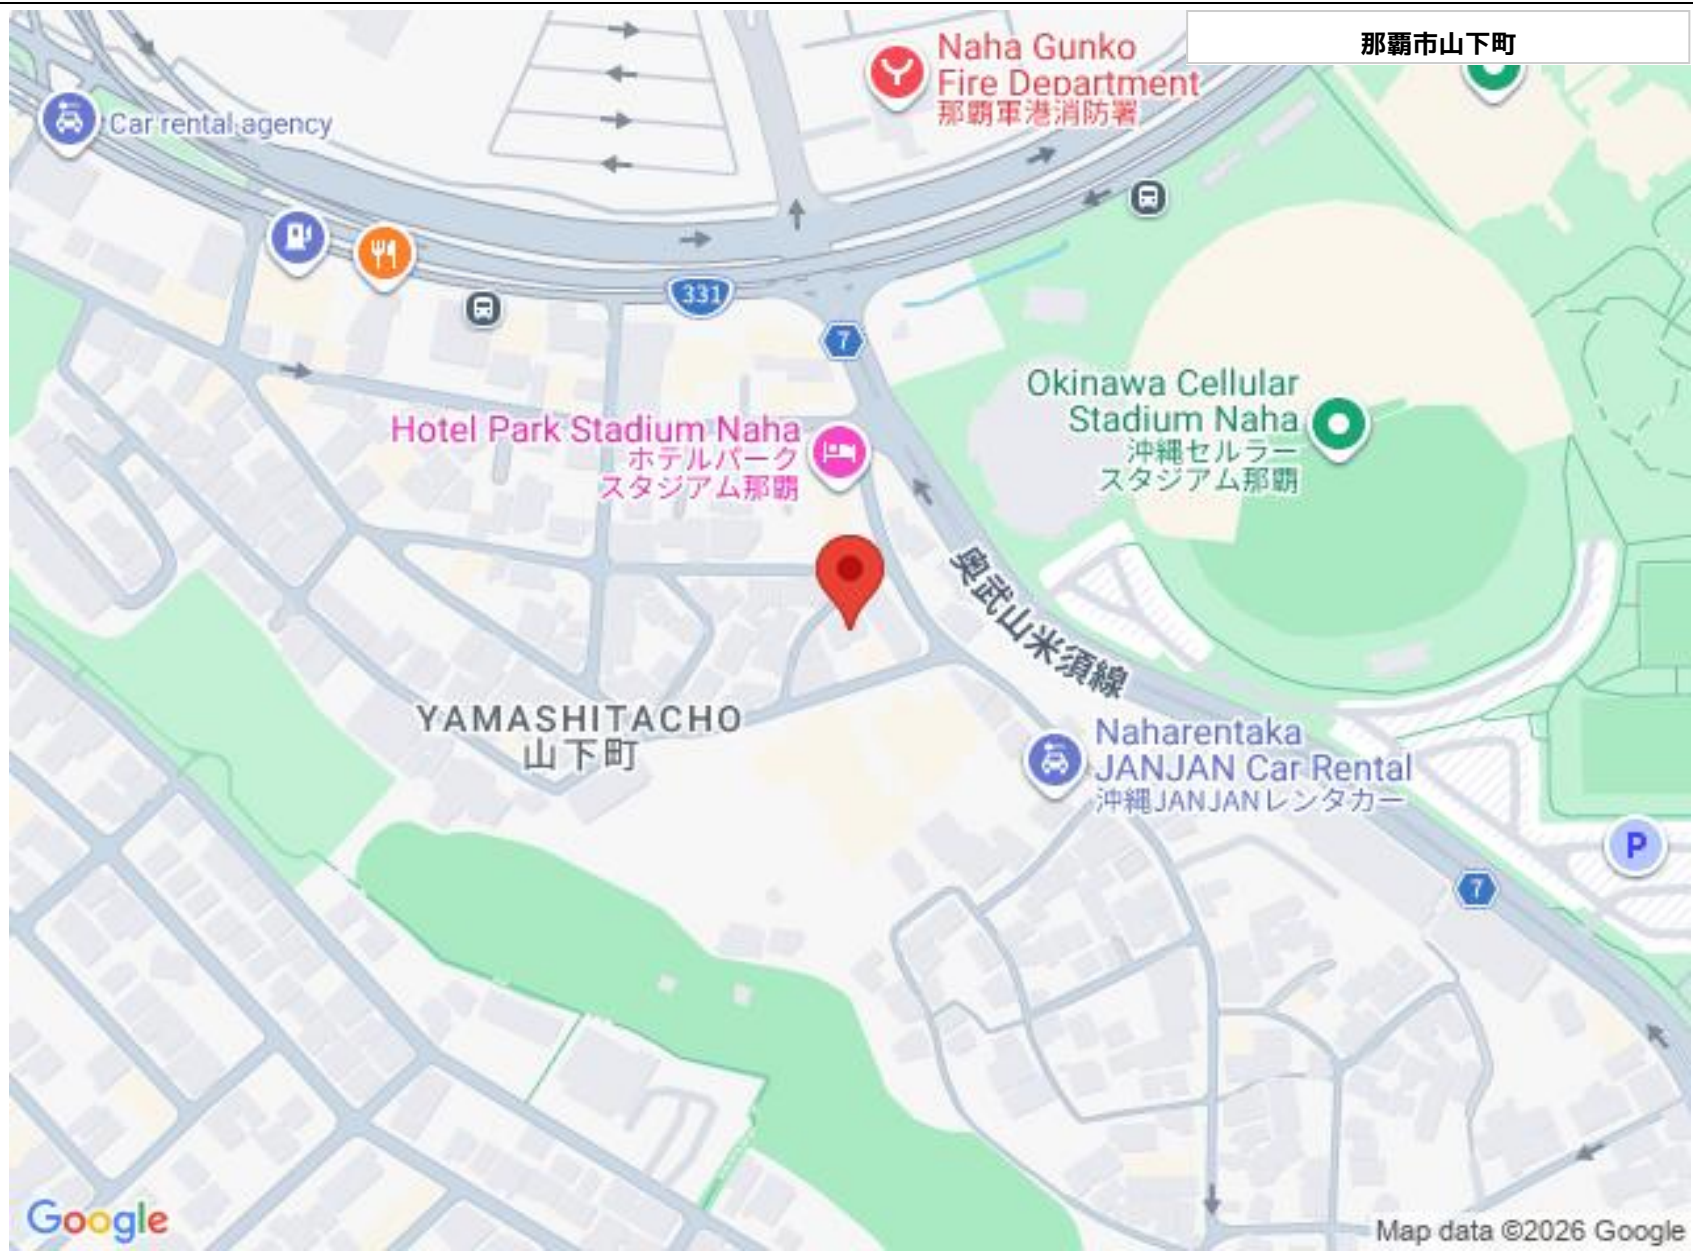 那覇市山下町
Naha Gunko
Fire Department
那覇軍港消防署
Car rental agency
331
7
Okinawa Cellular
Stadium Naha
沖縄セルラー
スタジアム那覇
Hotel Park Stadium Naha
ホテルパーク
スタジアム那覇
奥武山米須線
YAMASHITACHO
山下町
Naharentaka
JANJAN Car Rental
沖縄JANJANレンタカー
P
7
Google
Map data ©2026 Google